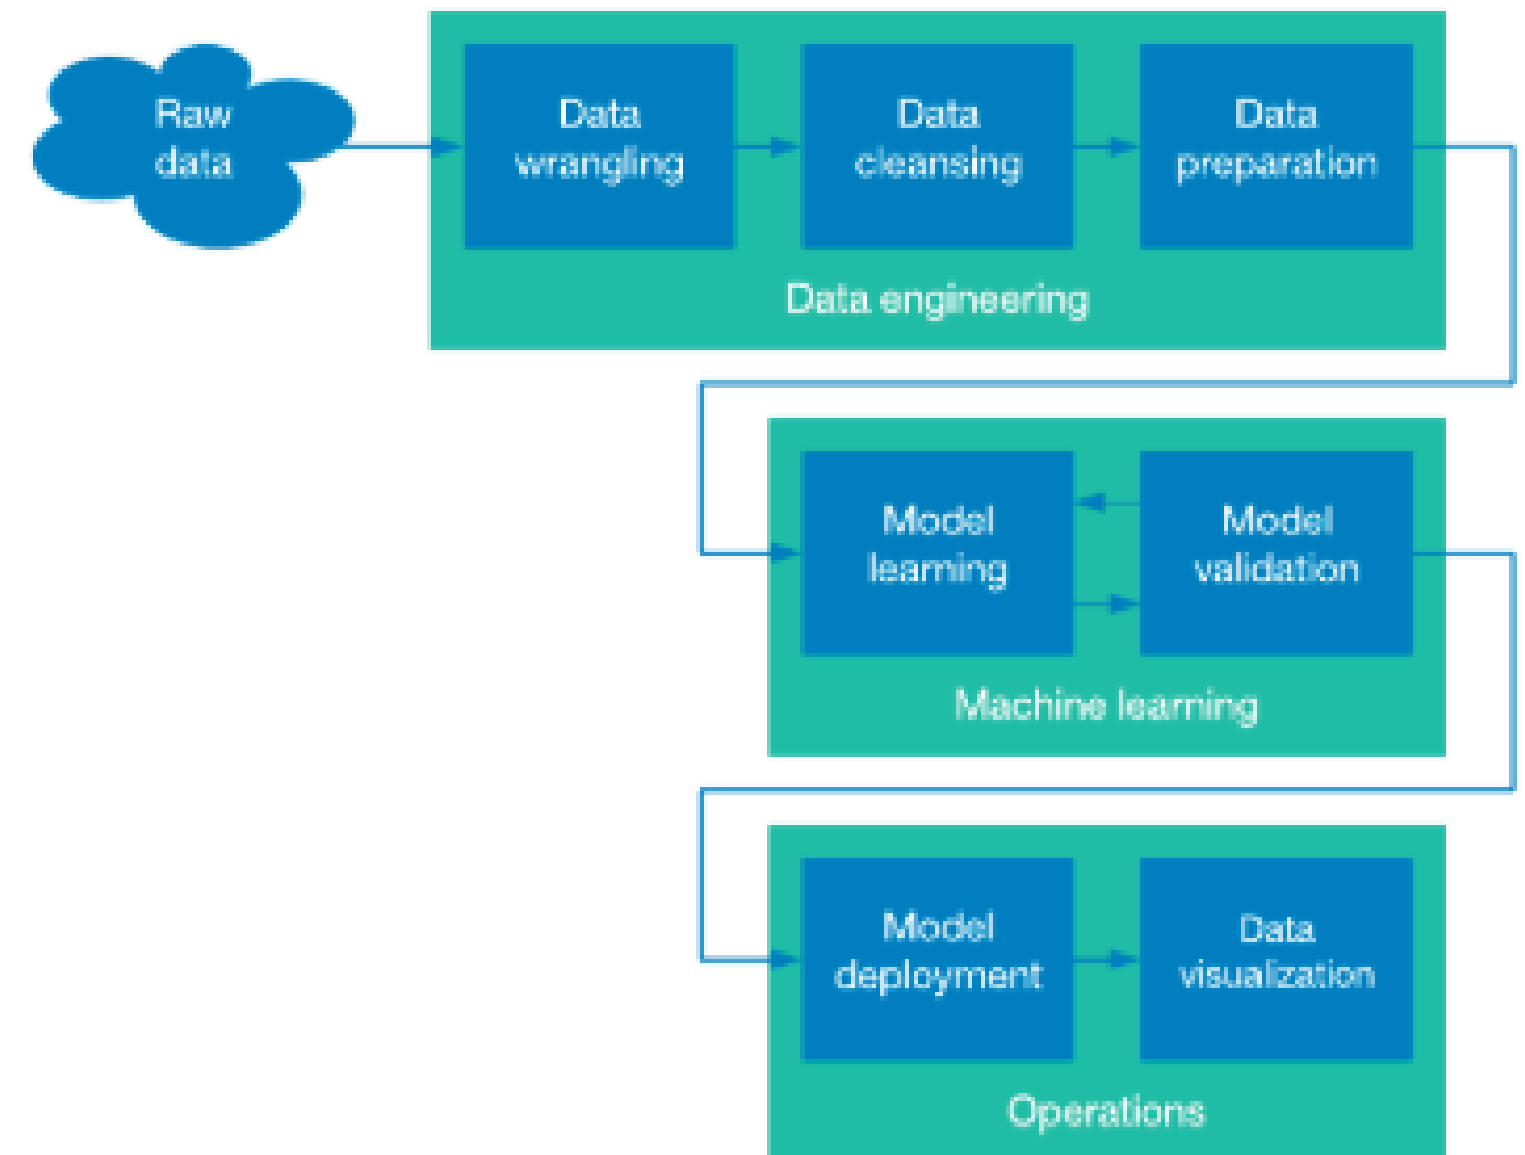 Raw
data
Data
wrangling
Data
cleansing
Data
preparation
Data engineering
Model
learning
Model
validation
Machine learning
Model
deployment
Data
visualization
Operations